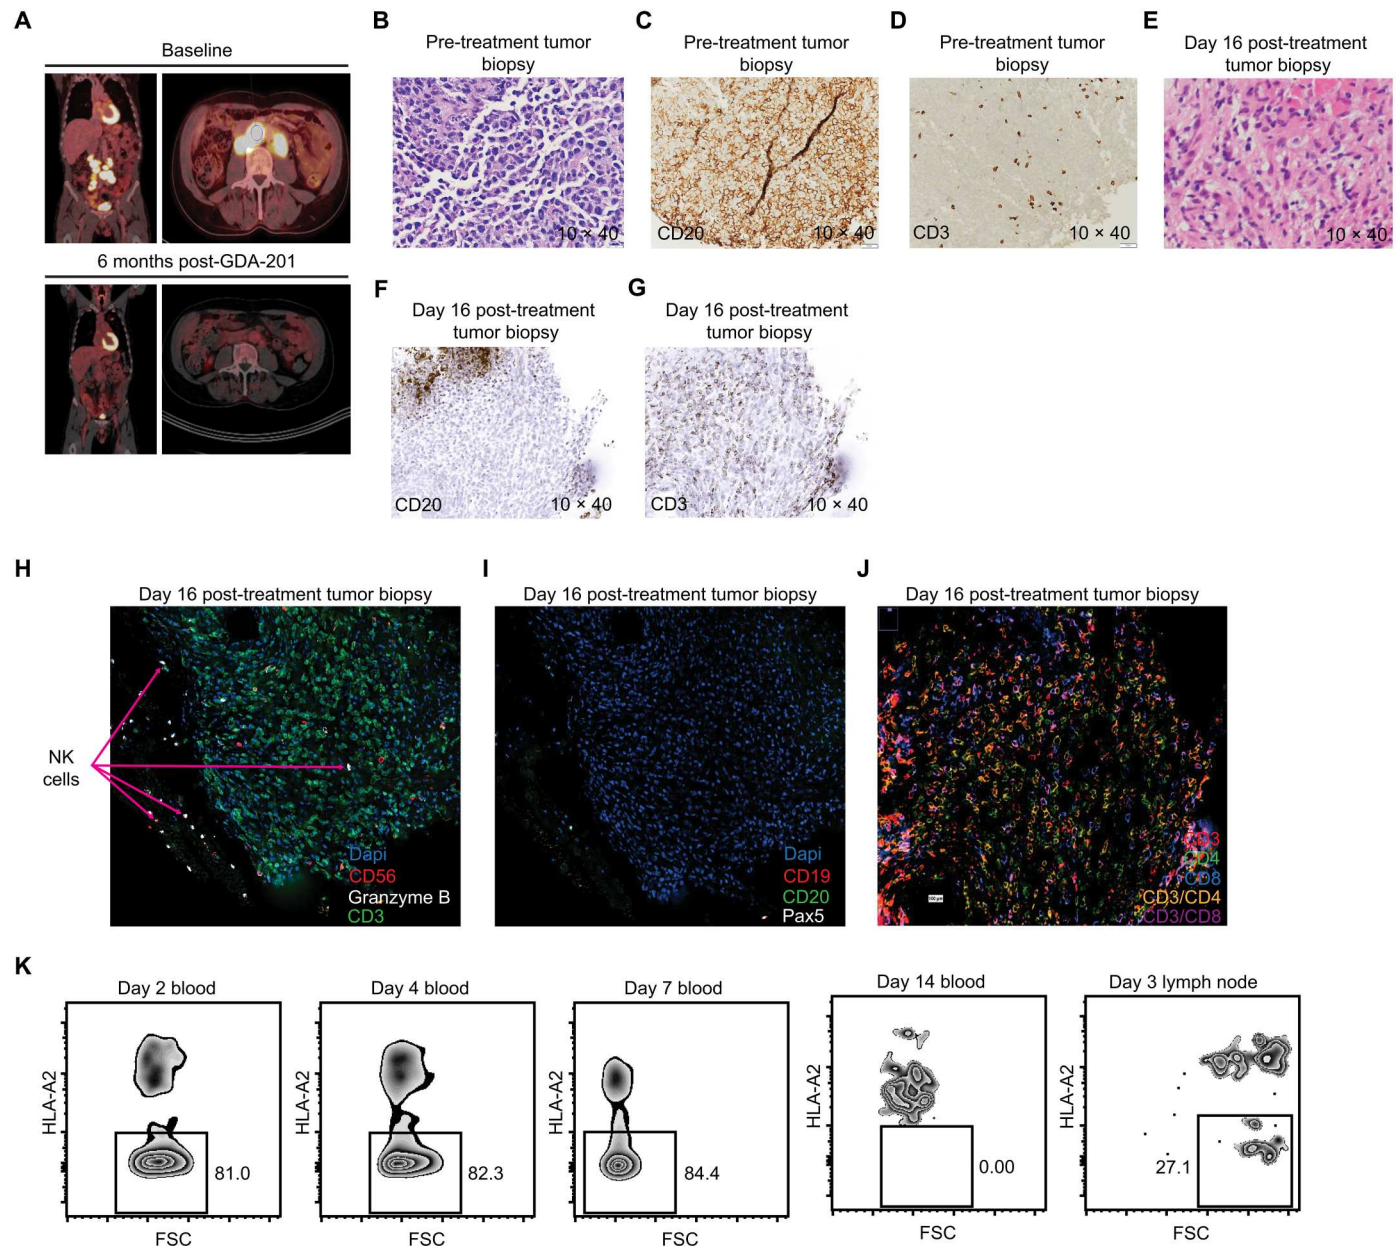 A
Baseline
6 months post-GDA-201
B
Pre-treatment tumor
biopsy
10 × 40
C
Pre-treatment tumor
biopsy
CD20
10 × 40
D
Pre-treatment tumor
biopsy
CD3
10 × 40
E
Day 16 post-treatment
tumor biopsy
10 × 40
F
Day 16 post-treatment
tumor biopsy
CD20
10 × 40
G
Day 16 post-treatment
tumor biopsy
CD3
10 × 40
H
Day 16 post-treatment tumor biopsy
NK
cells
Dapi
CD56
Granzyme B
CD3
I
Day 16 post-treatment tumor biopsy
Dapi
CD19
CD20
Pax5
J
Day 16 post-treatment tumor biopsy
CD3
CD4
CD8
CD3/CD4
CD3/CD8
100 μm
K
Day 2 blood
HLA-A2
81.0
FSC
Day 4 blood
HLA-A2
82.3
FSC
Day 7 blood
HLA-A2
84.4
FSC
Day 14 blood
HLA-A2
0.00
FSC
Day 3 lymph node
HLA-A2
27.1
FSC